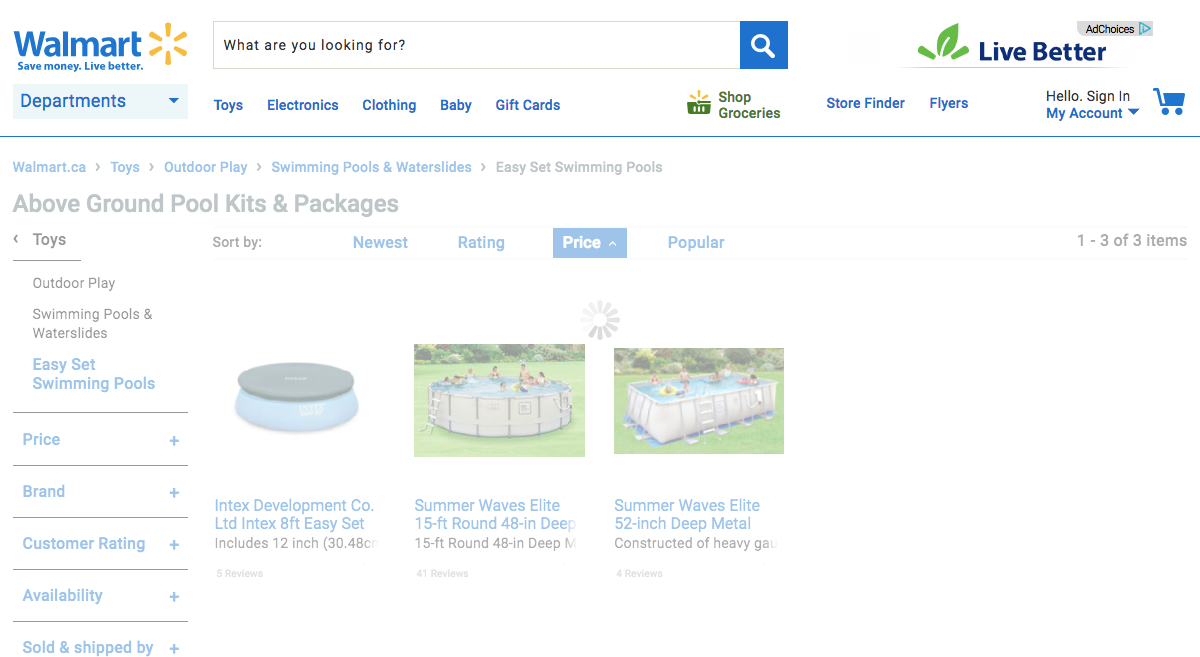 Walmart
Save money. Live better.
What are you looking for?
AdChoices
Live Better
Departments
Toys
Electronics
Clothing
Baby
Gift Cards
Shop
Groceries
Store Finder
Flyers
Hello. Sign In
My Account
Walmart.ca › Toys › Outdoor Play › Swimming Pools & Waterslides › Easy Set Swimming Pools
Above Ground Pool Kits & Packages
‹ Toys
Outdoor Play
Swimming Pools &
Waterslides
Easy Set
Swimming Pools
Price +
Brand +
Customer Rating +
Availability +
Sold & shipped by +
Sort by:
Newest
Rating
Price
Popular
1 - 3 of 3 items
INTEX
Intex Development Co.
Ltd Intex 8ft Easy Set
Includes 12 inch (30.48cm
5 Reviews
Summer Waves Elite
15-ft Round 48-in Deep
15-ft Round 48-in Deep M
41 Reviews
Summer Waves Elite
52-inch Deep Metal
Constructed of heavy gau
4 Reviews